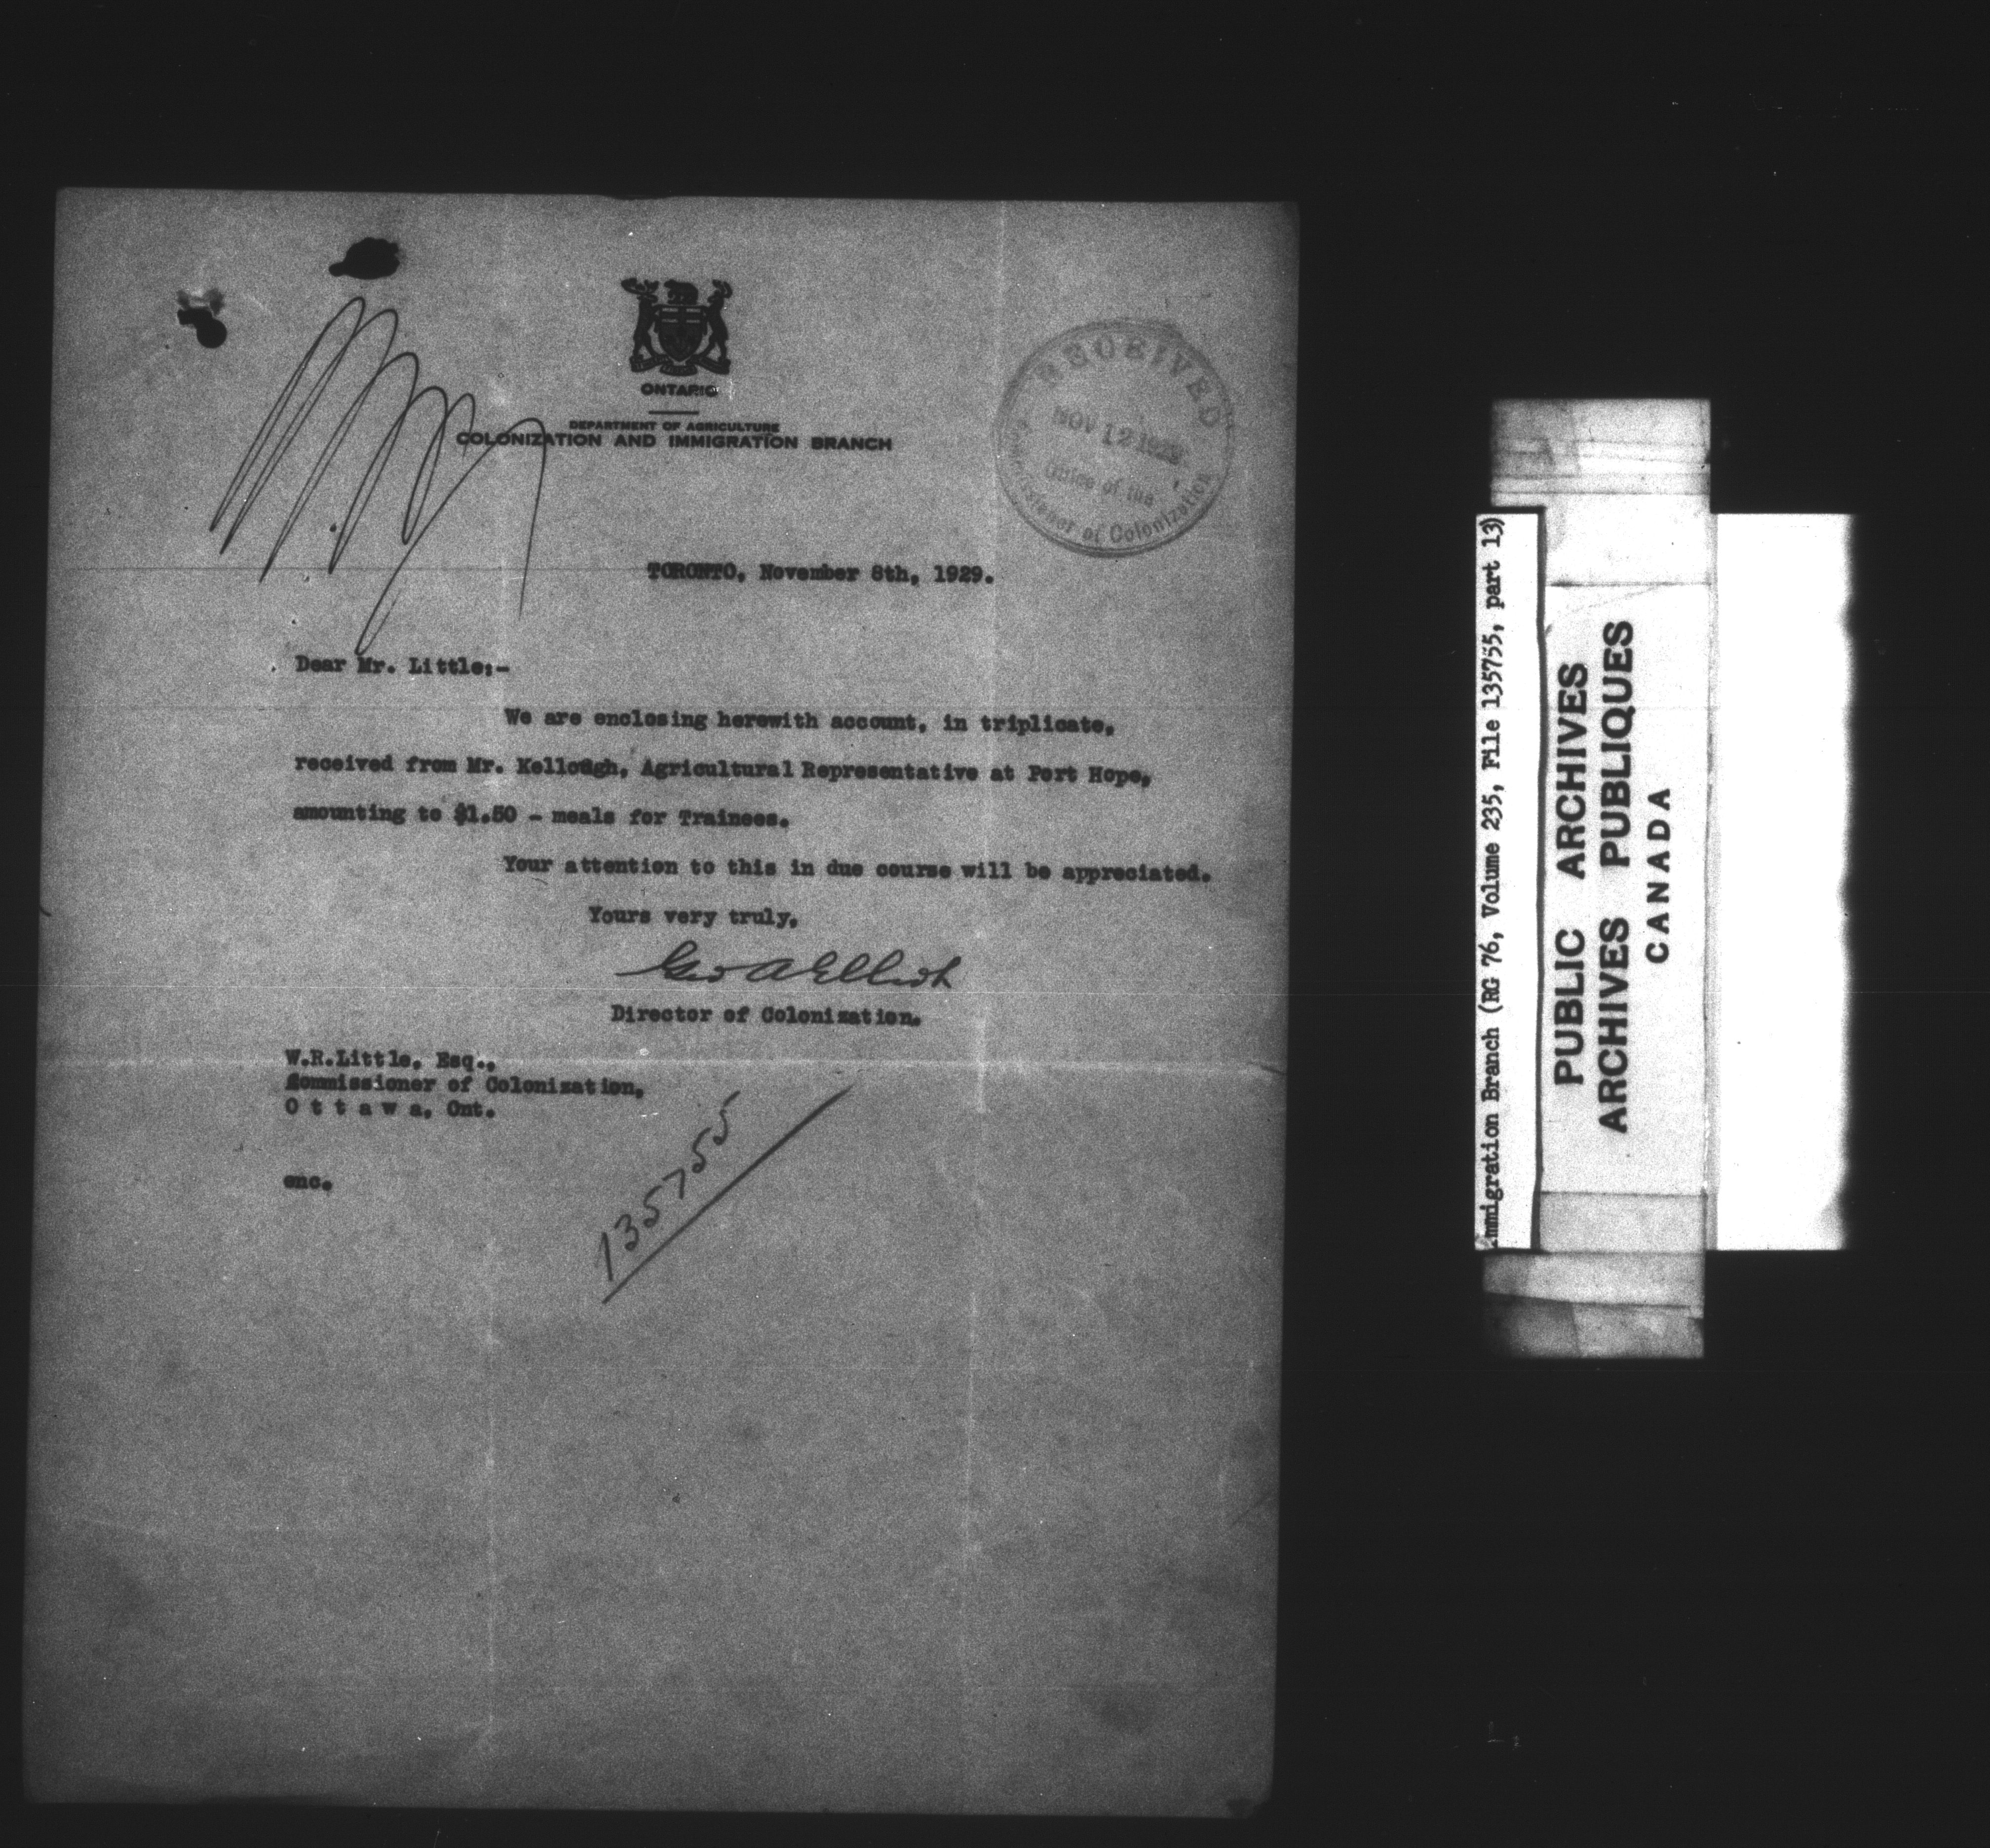 ONTARIO
DEPARTMENT OF AGRICULTURE
COLONIZATION AND IMMIGRATION BRANCH
RECEIVED
NOV 12 1929
Office of the
Commissioner of Colonization
TORONTO, November 8th, 1929.
Dear Mr. Little:-
We are enclosing herewith account, in triplicate,
received from Mr. Kellough, Agricultural Representative at Port Hope,
amounting to $1.50 - meals for Trainees.
Your attention to this in due course will be appreciated.
Yours very truly,
Geo A Elliott
Director of Colonization.
W.R.Little, Esq.,
Commissioner of Colonization,
O t t a w a, Ont.
enc.
135755
Immigration Branch (RG 76, Volume 235, File 135755, part 13)
PUBLIC ARCHIVES
ARCHIVES PUBLIQUES
CANADA